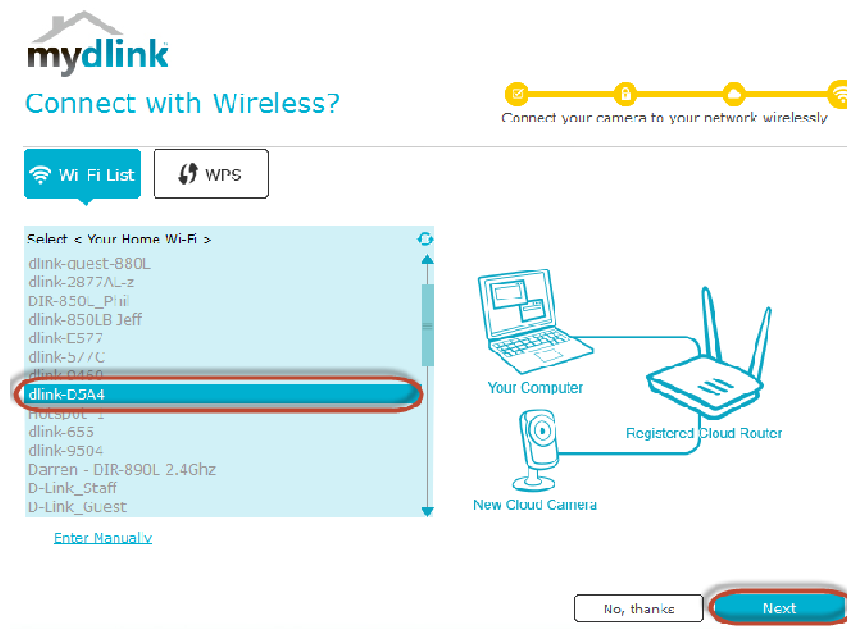 mydlink
Connect with Wireless?
Connect your camera to your network wirelessly
Wi-Fi List
WPS
Select < Your Home Wi-Fi >
dlink-guest-880L
dlink-2877AL-z
DIR-850L_Phil
dlink-850LB Jeff
dlink-E577
dlink-577C
dlink-9460
dlink-D5A4
Hotspot 1
dlink-655
dlink-9504
Darren - DIR-890L 2.4Ghz
D-Link_Staff
D-Link_Guest
Enter Manually
Your Computer
Registered Cloud Router
New Cloud Camera
No, thanks
Next